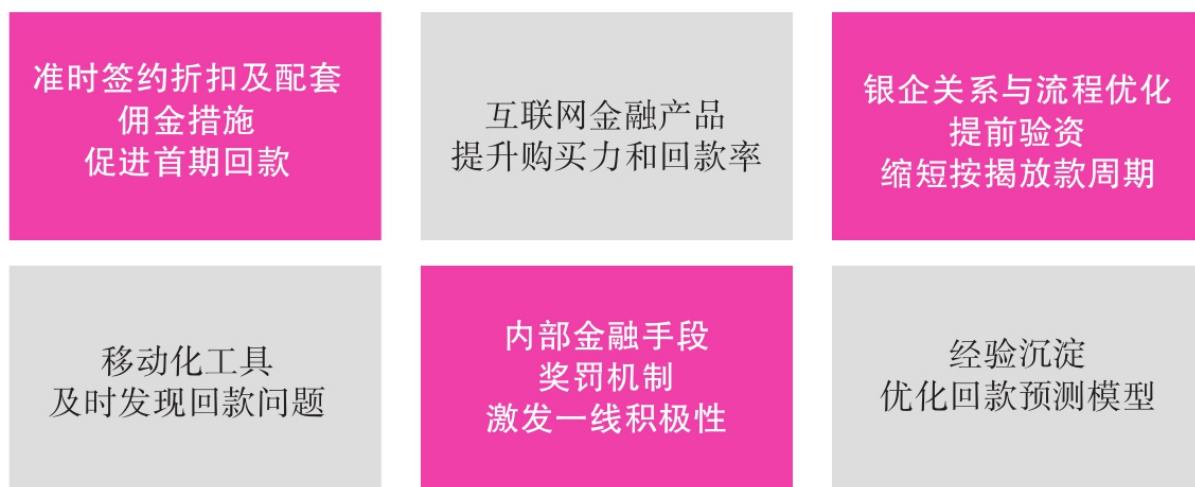 准时签约折扣及配套
佣金措施
促进首期回款
互联网金融产品
提升购买力和回款率
银企关系与流程优化
提前验资
缩短按揭放款周期
移动化工具
及时发现回款问题
内部金融手段
奖罚机制
激发一线积极性
经验沉淀
优化回款预测模型